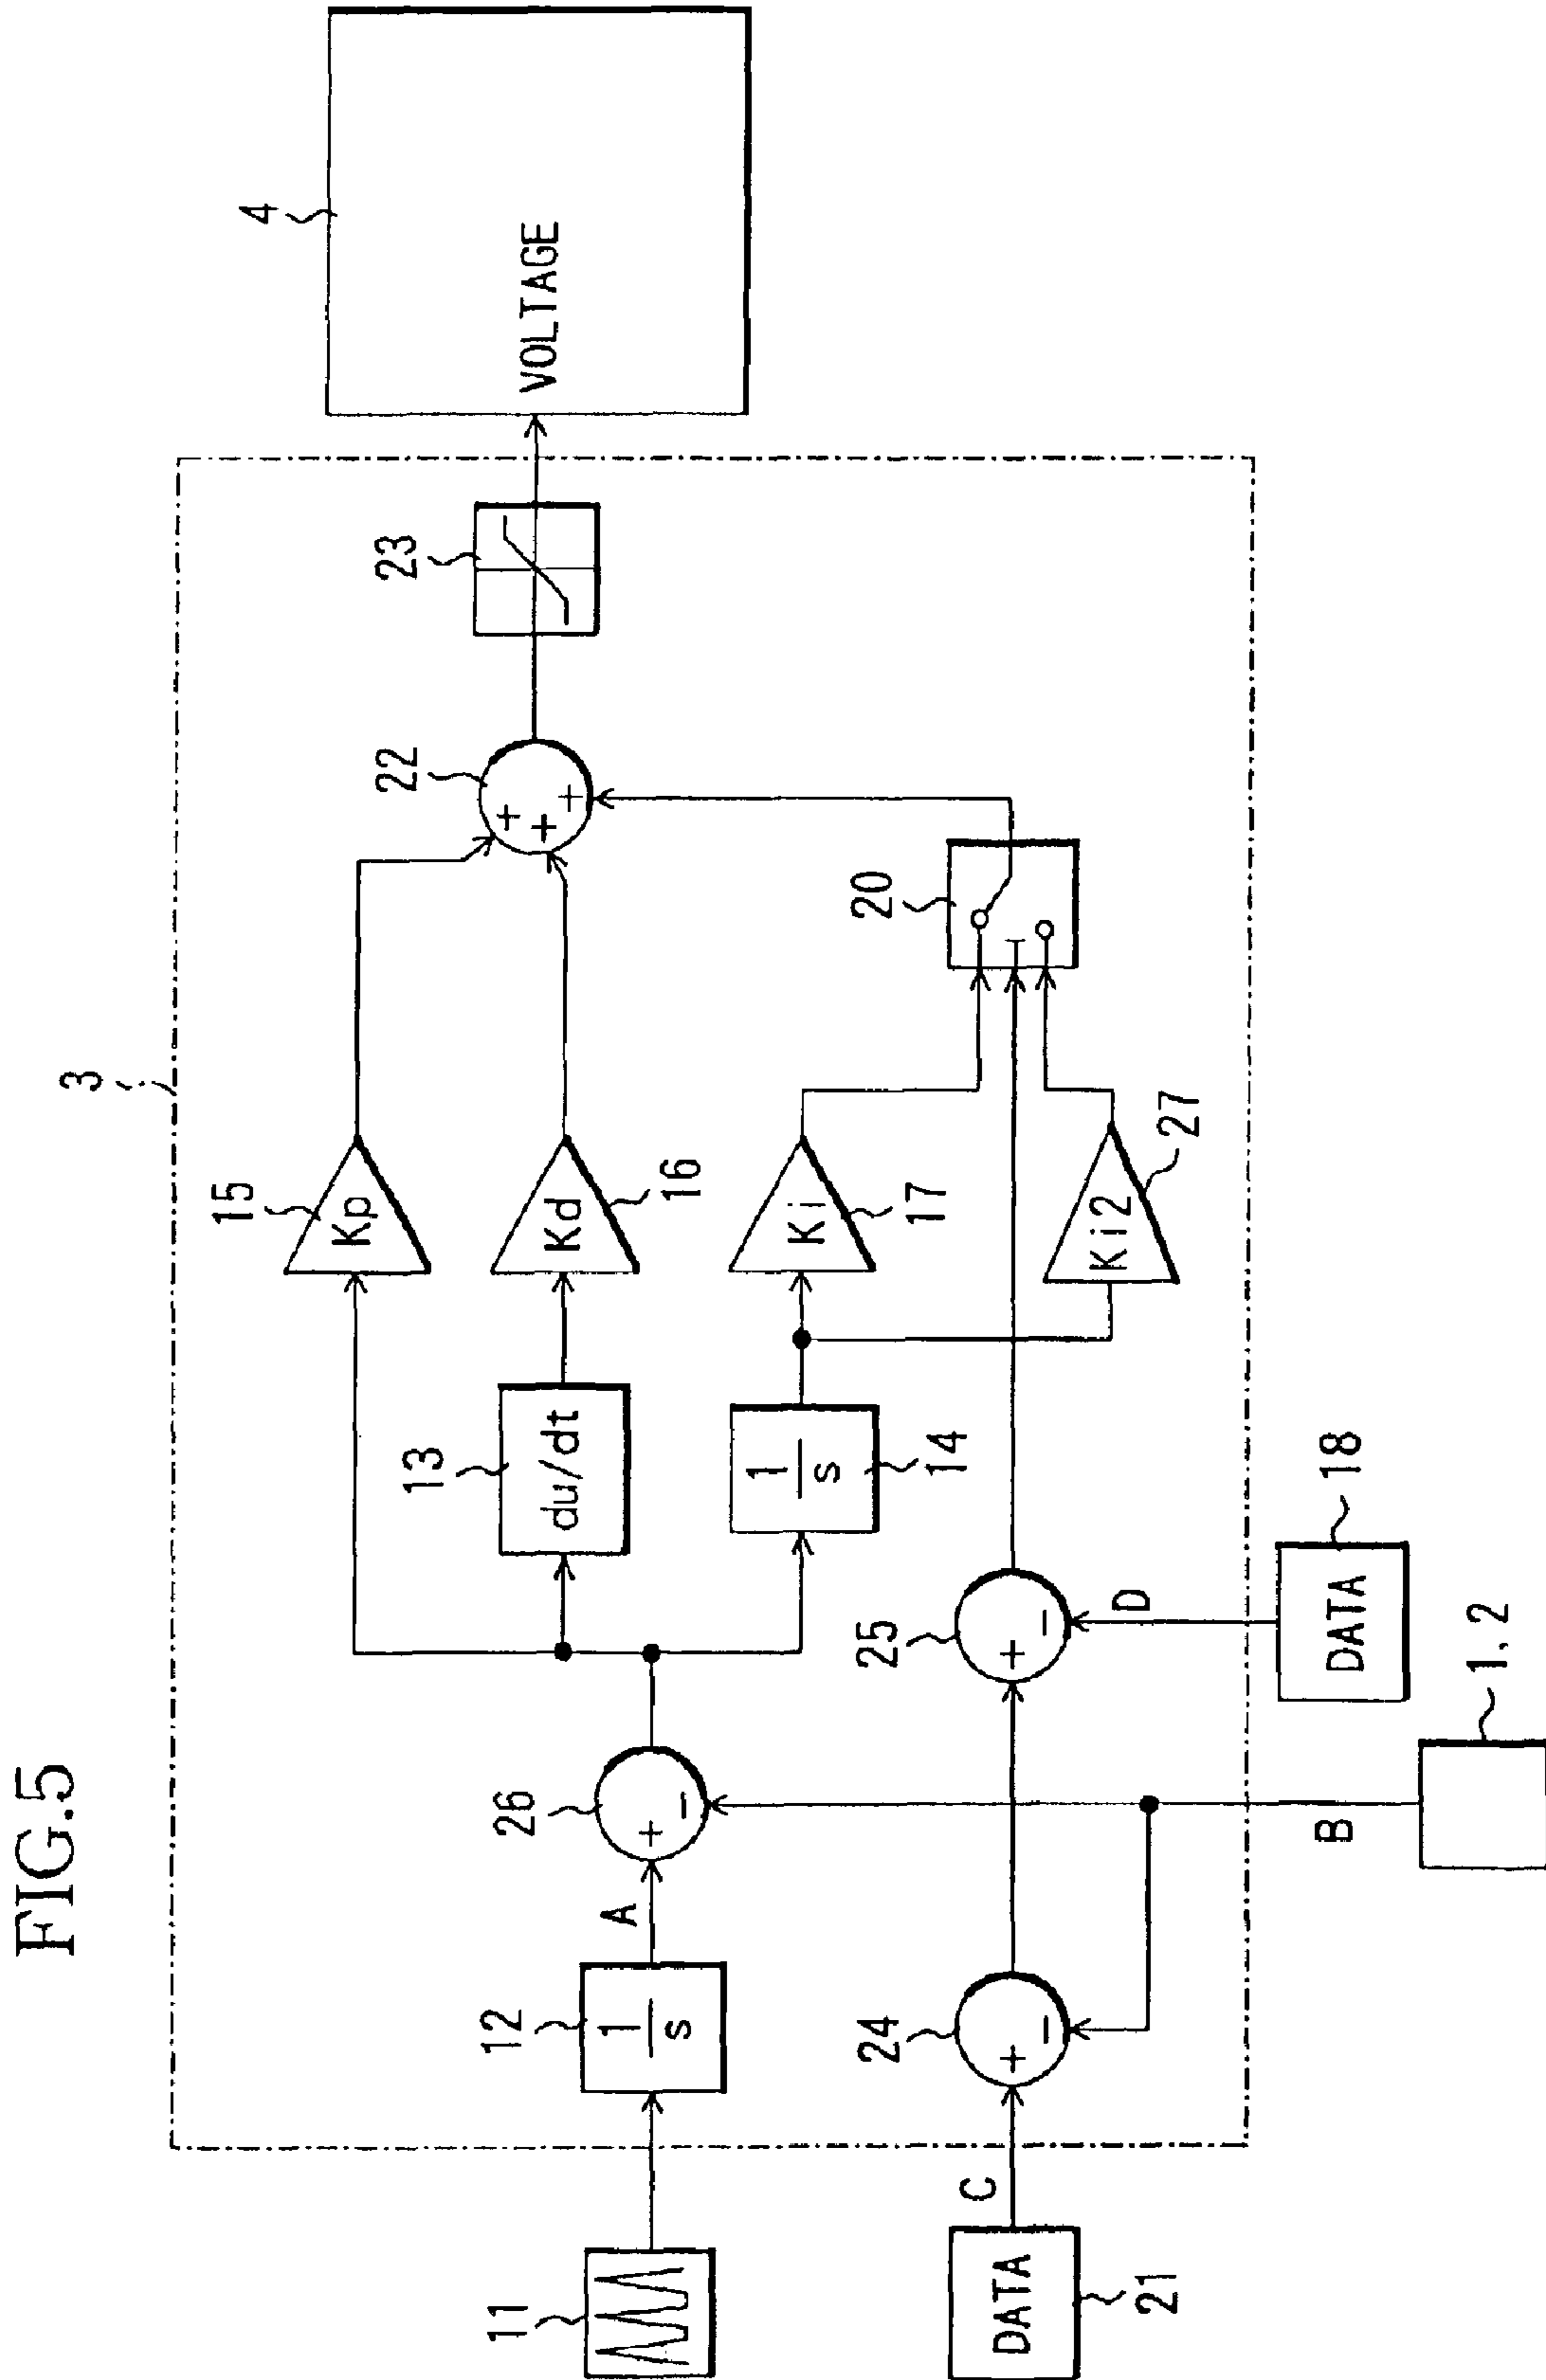 FIG.5
3
4
VOLTAGE
15
Kp
22
+
+
+
23
13
du/dt
Kd
16
11
12
1
s
A
26
+
−
1
s
14
Ki
17
20
Ki2
27
21
DATA
C
24
+
−
25
+
−
D
DATA
18
B
1, 2